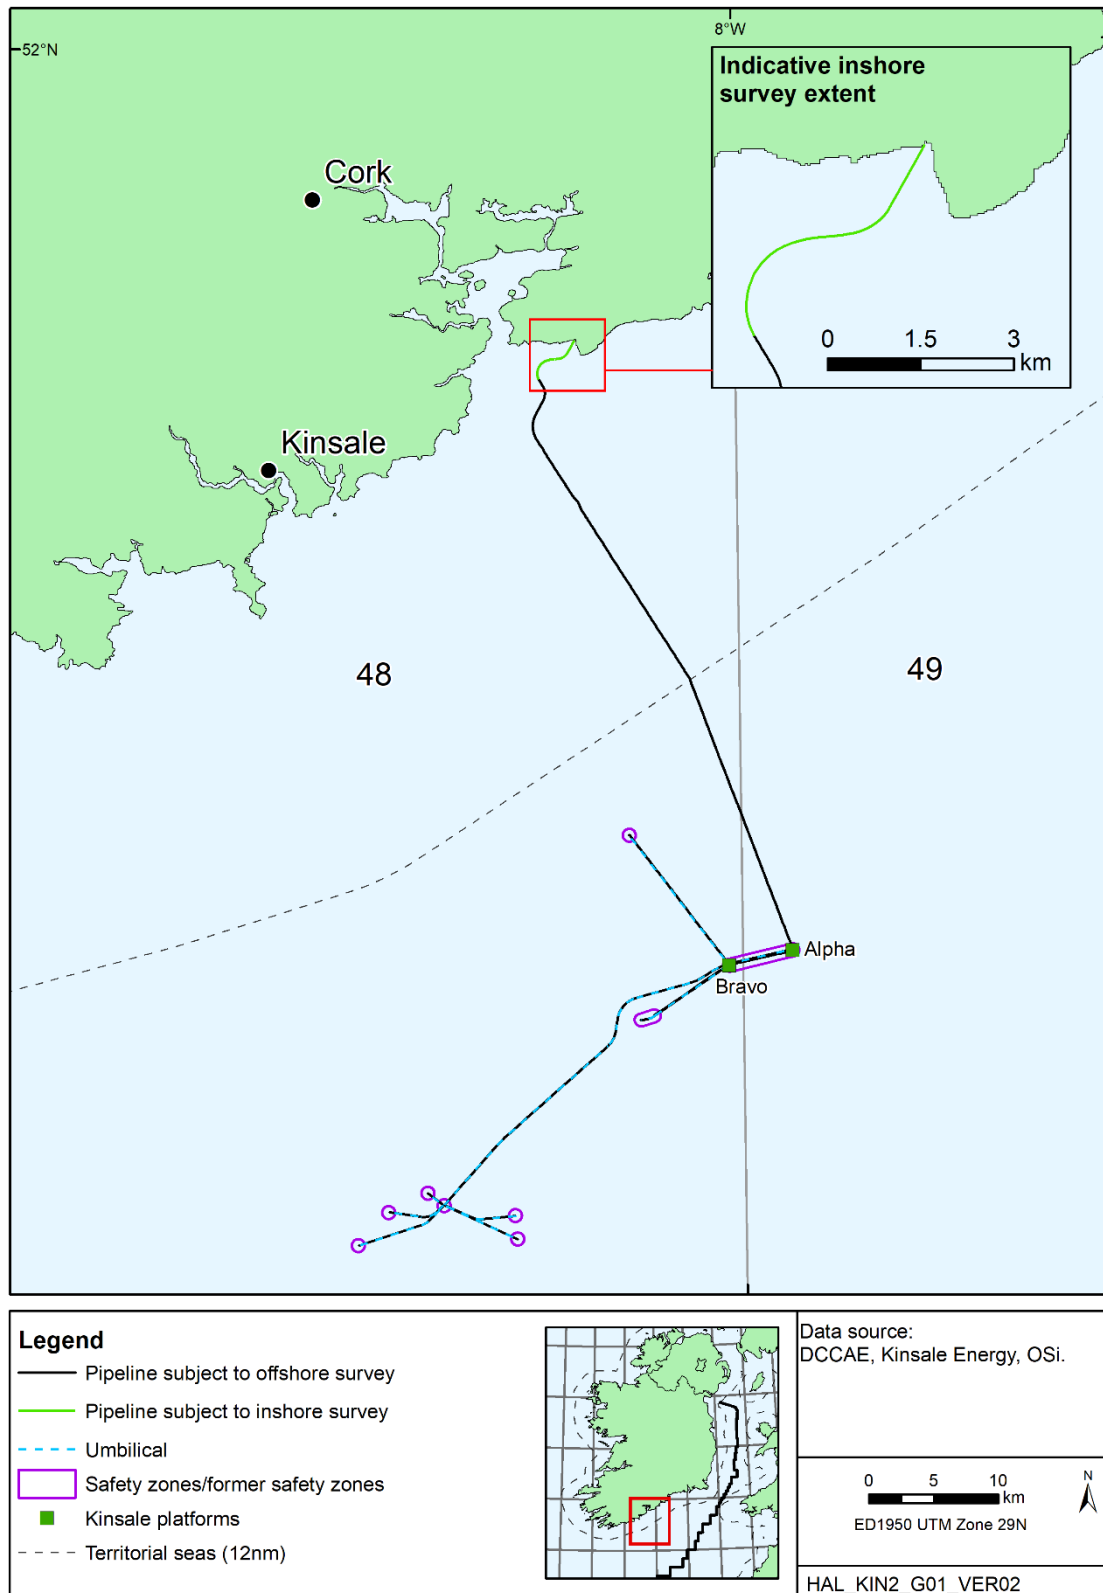 8°W
52°N
Indicative inshore
survey extent
Cork
0 1.5 3
km
Kinsale
48
49
Alpha
Bravo
Legend
Pipeline subject to offshore survey
Pipeline subject to inshore survey
Umbilical
Safety zones/former safety zones
Kinsale platforms
Territorial seas (12nm)
Data source:
DCCAE, Kinsale Energy, OSi.
0 5 10
km
N
ED1950 UTM Zone 29N
HAL_KIN2_G01_VER02